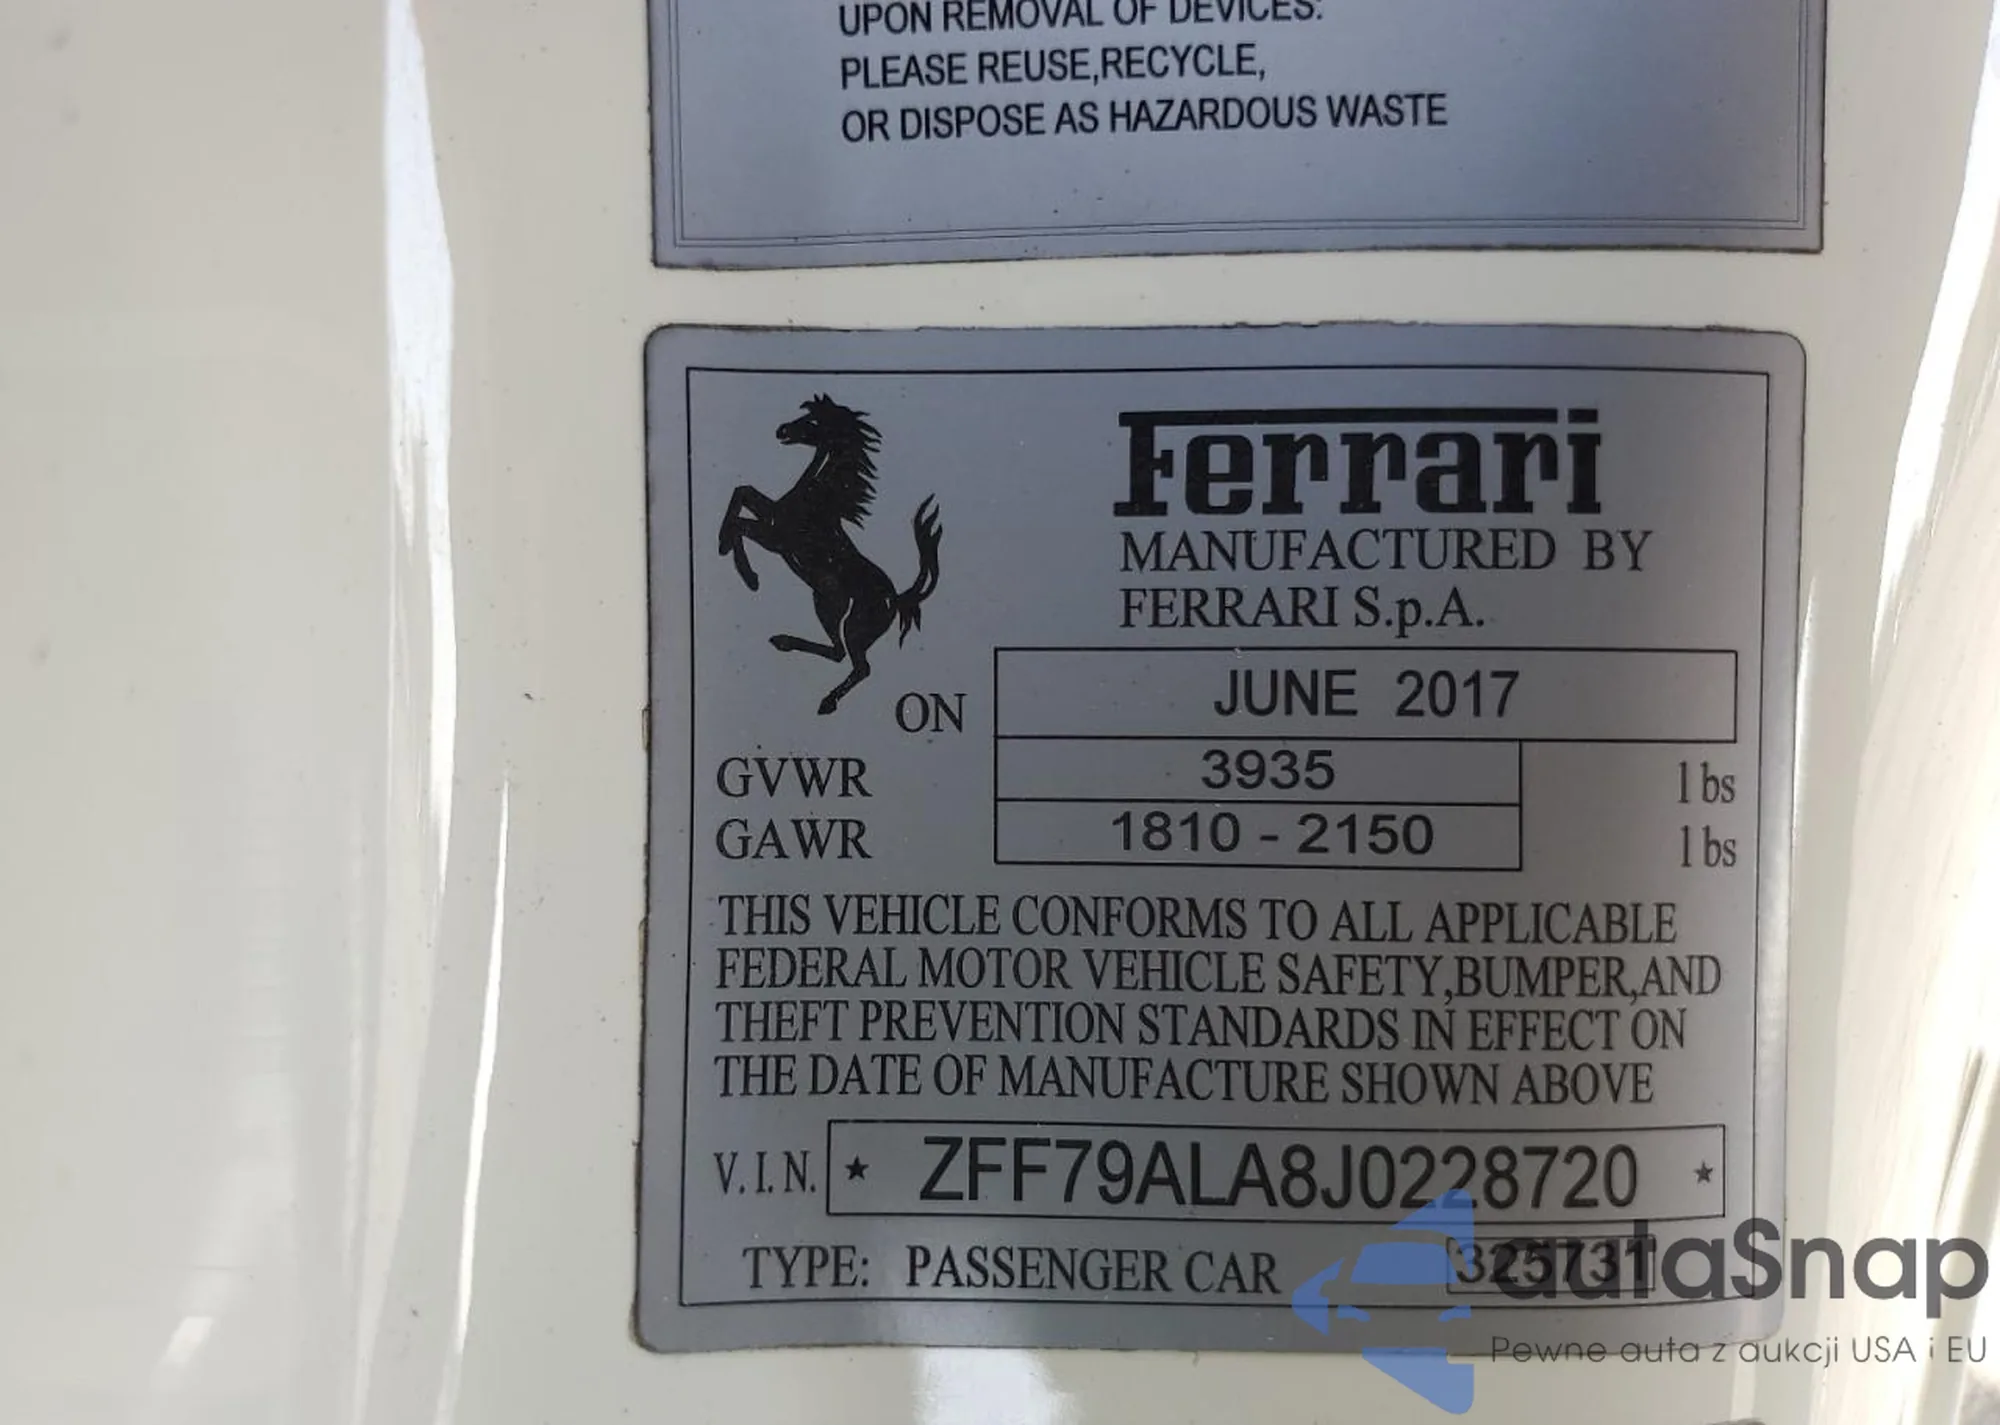 UPON REMOVAL OF DEVICES:
PLEASE REUSE,RECYCLE,
OR DISPOSE AS HAZARDOUS WASTE
Ferrari
MANUFACTURED BY
FERRARI S.p.A.
ON JUNE 2017
GVWR 3935 lbs
GAWR 1810 - 2150 lbs
THIS VEHICLE CONFORMS TO ALL APPLICABLE
FEDERAL MOTOR VEHICLE SAFETY,BUMPER,AND
THEFT PREVENTION STANDARDS IN EFFECT ON
THE DATE OF MANUFACTURE SHOWN ABOVE
V.I.N. ★ ZFF79ALA8J0228720 ★
TYPE: PASSENGER CAR 325731
autaSnap
Pewne auta z aukcji USA i EU